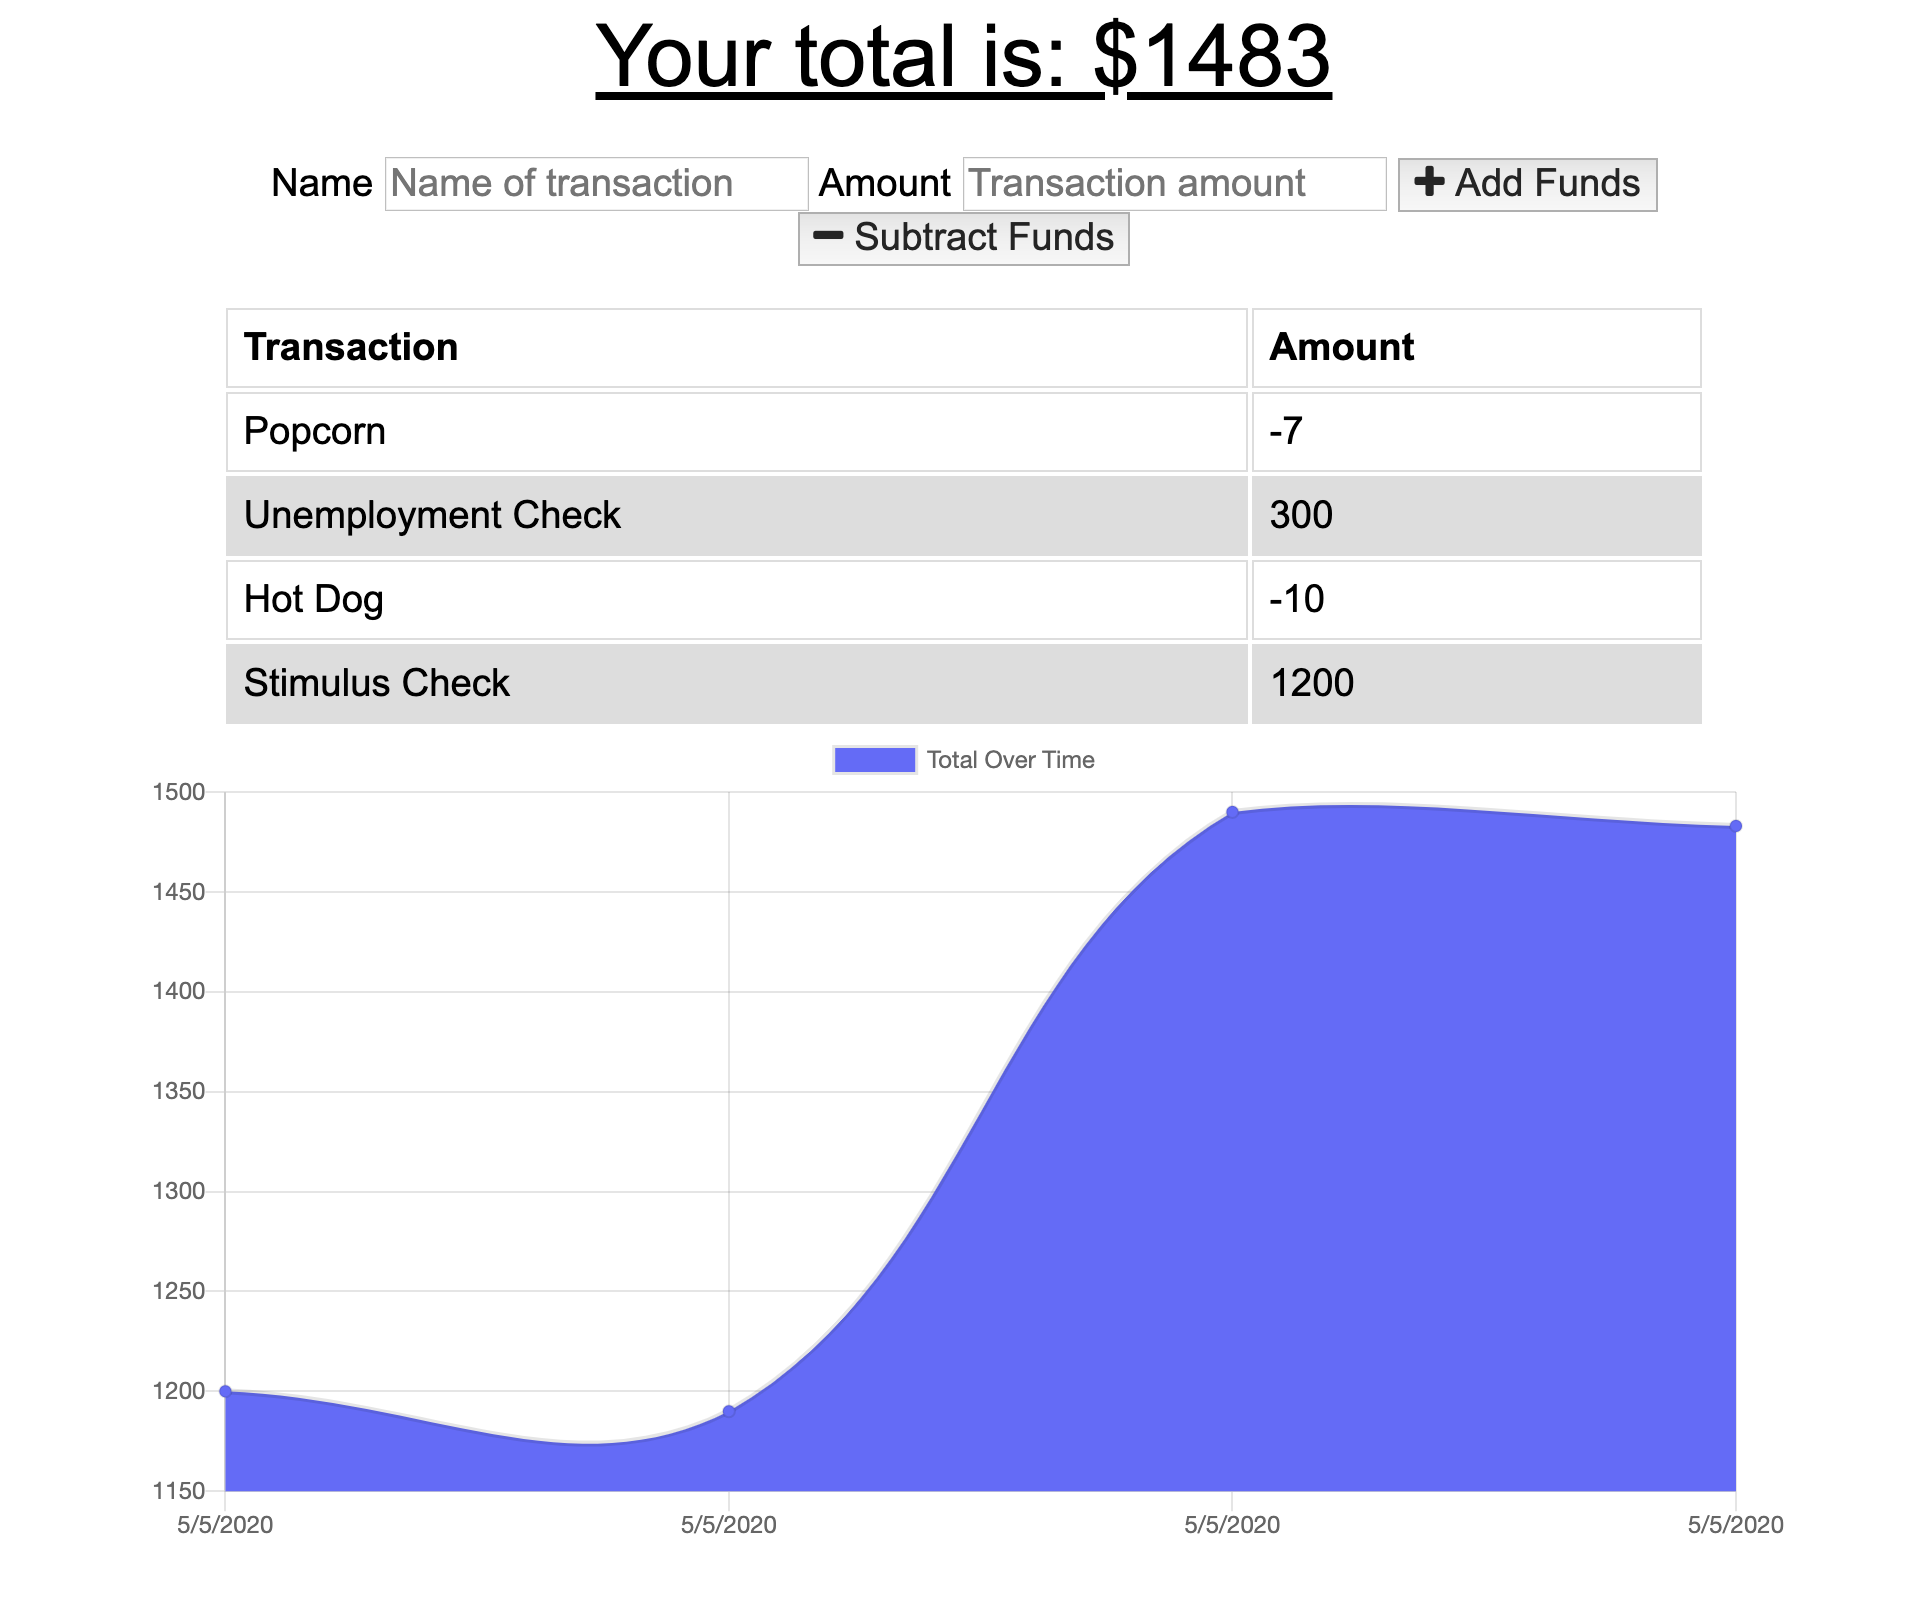 Your total is: $1483
Name Name of transaction Amount Transaction amount + Add Funds
- Subtract Funds
Transaction Amount
Popcorn -7
Unemployment Check 300
Hot Dog -10
Stimulus Check 1200
Total Over Time
1500
1450
1400
1350
1300
1250
1200
1150
5/5/2020 5/5/2020 5/5/2020 5/5/2020